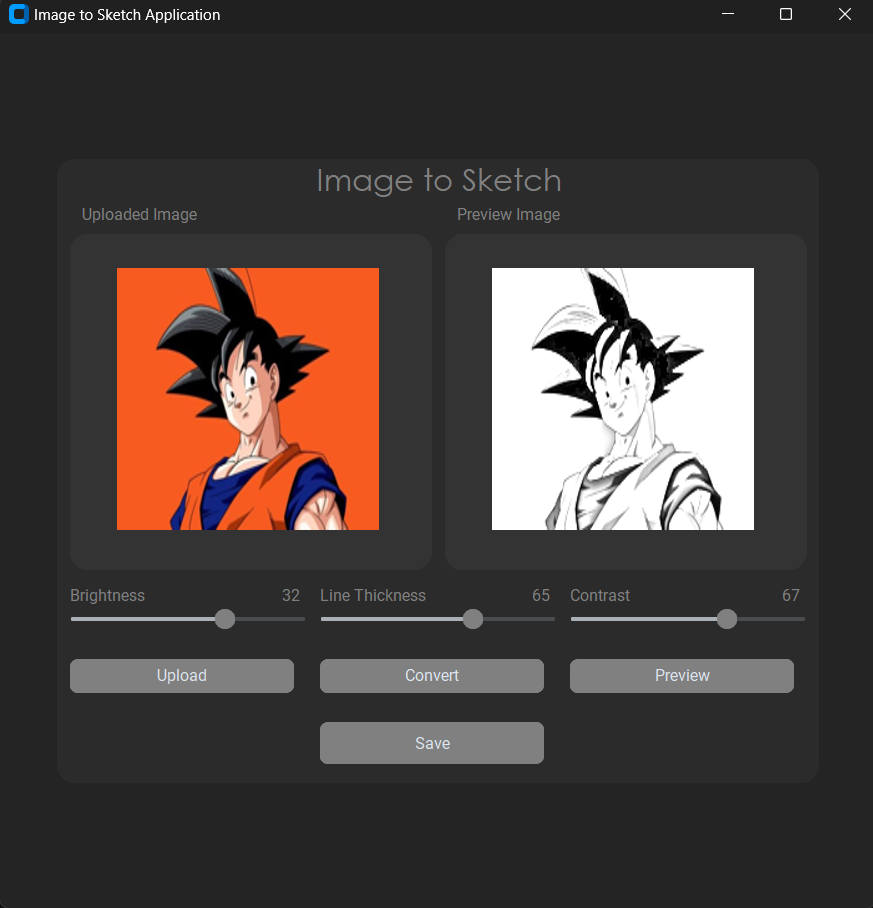 Image to Sketch Application
Image to Sketch
Uploaded Image
Preview Image
Brightness 32
Line Thickness 65
Contrast 67
Upload
Convert
Preview
Save